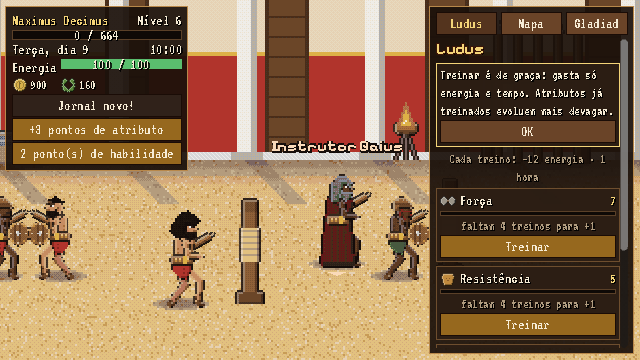 Maximus Decimus Nível 6
0 / 664
Terça, dia 9 10:00
Energia 100 / 100
900 160
Jornal novo!
+3 pontos de atributo
2 ponto(s) de habilidade
Instrutor Gaius
Ludus Mapa Gladiad
Ludus
Treinar é de graça: gasta só
energia e tempo. Atributos já
treinados evoluem mais devagar.
OK
Cada treino: -12 energia · 1
hora
Força 7
faltam 4 treinos para +1
Treinar
Resistência 5
faltam 4 treinos para +1
Treinar